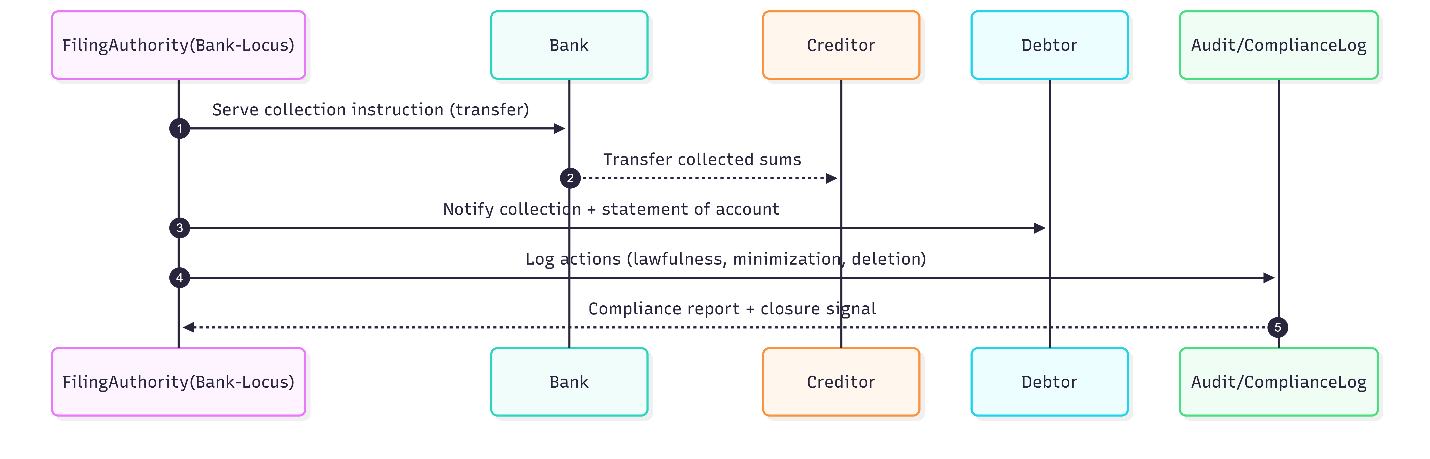 FilingAuthority(Bank-Locus)
Bank
Creditor
Debtor
Audit/ComplianceLog
Serve collection instruction (transfer)
1
Transfer collected sums
2
Notify collection + statement of account
3
Log actions (lawfulness, minimization, deletion)
4
Compliance report + closure signal
5
FilingAuthority(Bank-Locus)
Bank
Creditor
Debtor
Audit/ComplianceLog